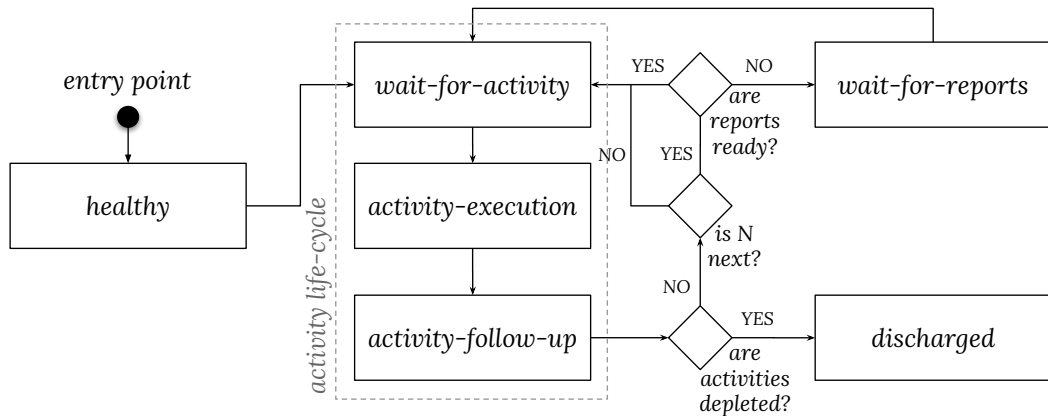 entry point
healthy
activity life-cycle
wait-for-activity
activity-execution
activity-follow-up
YES
NO
are
reports
ready?
wait-for-reports
NO
YES
is N
next?
NO
YES
are
activities
depleted?
discharged